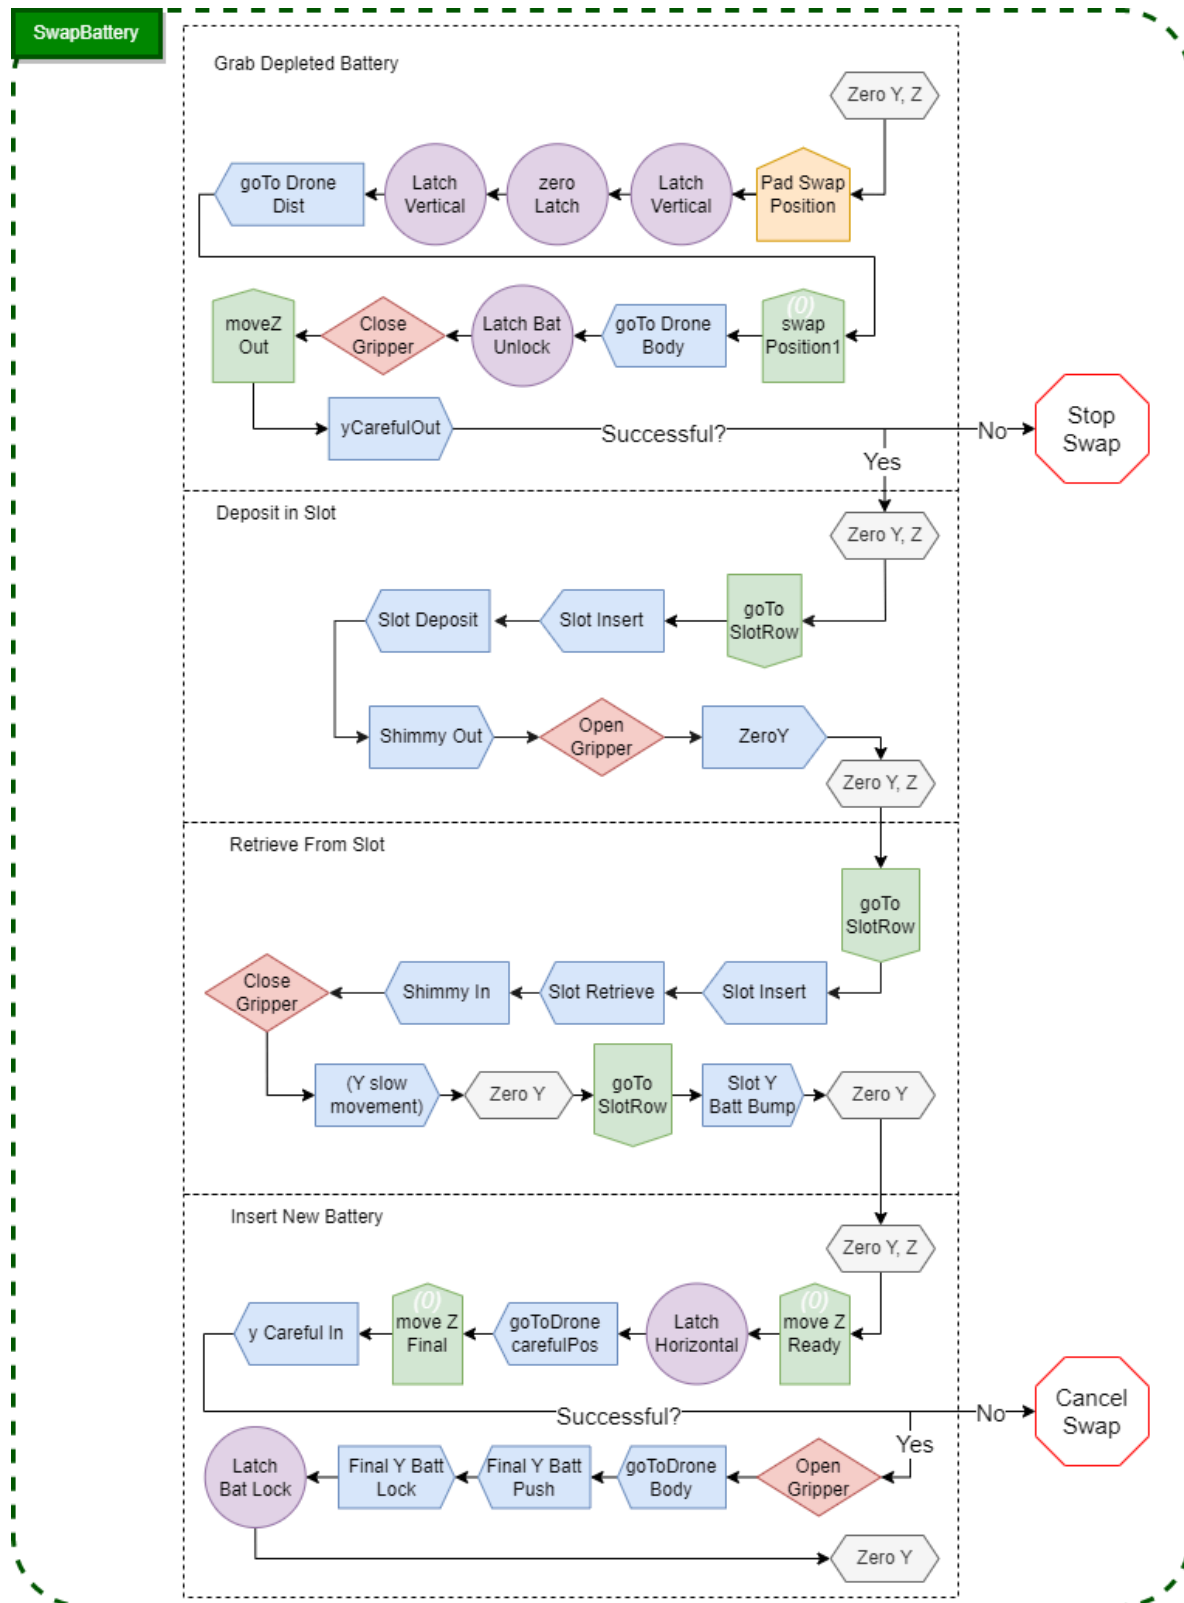 SwapBattery
Grab Depleted Battery
Zero Y, Z
Pad Swap
Position
Latch
Vertical
zero
Latch
Latch
Vertical
goTo Drone
Dist
(0)
swap
Position1
goTo Drone
Body
Latch Bat
Unlock
Close
Gripper
moveZ
Out
yCarefulOut
Successful?
No
Stop
Swap
Yes
Deposit in Slot
Zero Y, Z
goTo
SlotRow
Slot Insert
Slot Deposit
Shimmy Out
Open
Gripper
ZeroY
Zero Y, Z
Retrieve From Slot
goTo
SlotRow
Slot Insert
Slot Retrieve
Shimmy In
Close
Gripper
(Y slow
movement)
Zero Y
goTo
SlotRow
Slot Y
Batt Bump
Zero Y
Insert New Battery
Zero Y, Z
(0)
move Z
Ready
Latch
Horizontal
goToDrone
carefulPos
(0)
move Z
Final
y Careful In
Successful?
No
Cancel
Swap
Yes
Open
Gripper
goToDrone
Body
Final Y Batt
Push
Final Y Batt
Lock
Latch
Bat Lock
Zero Y